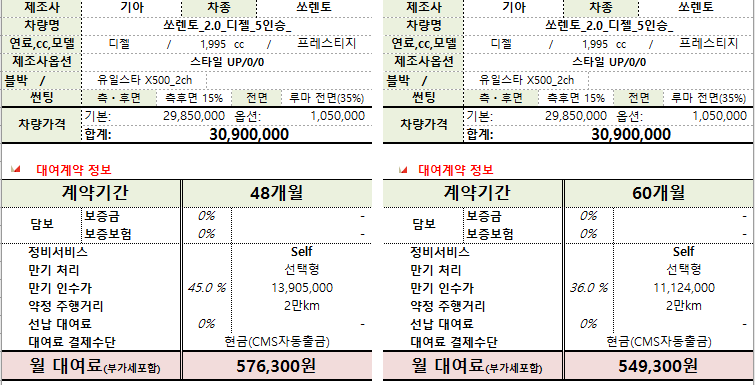 제조사 기아 차종 쏘렌토
차량명 쏘렌토_2.0_디젤_5인승_
연료,cc,모델 디젤 / 1,995 cc / 프레스티지
제조사옵션 스타일 UP/0/0
블박 / 유일스타 X500_2ch
썬팅 측·후면 측후면 15% 전면 루마 전면(35%)
차량가격 기본: 29,850,000 옵션: 1,050,000
합계: 30,900,000
대여계약 정보
계약기간 48개월
담보 보증금 0% -
보증보험 0% -
정비서비스 Self
만기 처리 선택형
만기 인수가 45.0 % 13,905,000
약정 주행거리 2만km
선납 대여료 0% -
대여료 결제수단 현금(CMS자동출금)
월 대여료(부가세포함) 576,300원
제조사 기아 차종 쏘렌토
차량명 쏘렌토_2.0_디젤_5인승_
연료,cc,모델 디젤 / 1,995 cc / 프레스티지
제조사옵션 스타일 UP/0/0
블박 / 유일스타 X500_2ch
썬팅 측·후면 측후면 15% 전면 루마 전면(35%)
차량가격 기본: 29,850,000 옵션: 1,050,000
합계: 30,900,000
대여계약 정보
계약기간 60개월
담보 보증금 0% -
보증보험 0% -
정비서비스 Self
만기 처리 선택형
만기 인수가 36.0 % 11,124,000
약정 주행거리 2만km
선납 대여료 0% -
대여료 결제수단 현금(CMS자동출금)
월 대여료(부가세포함) 549,300원